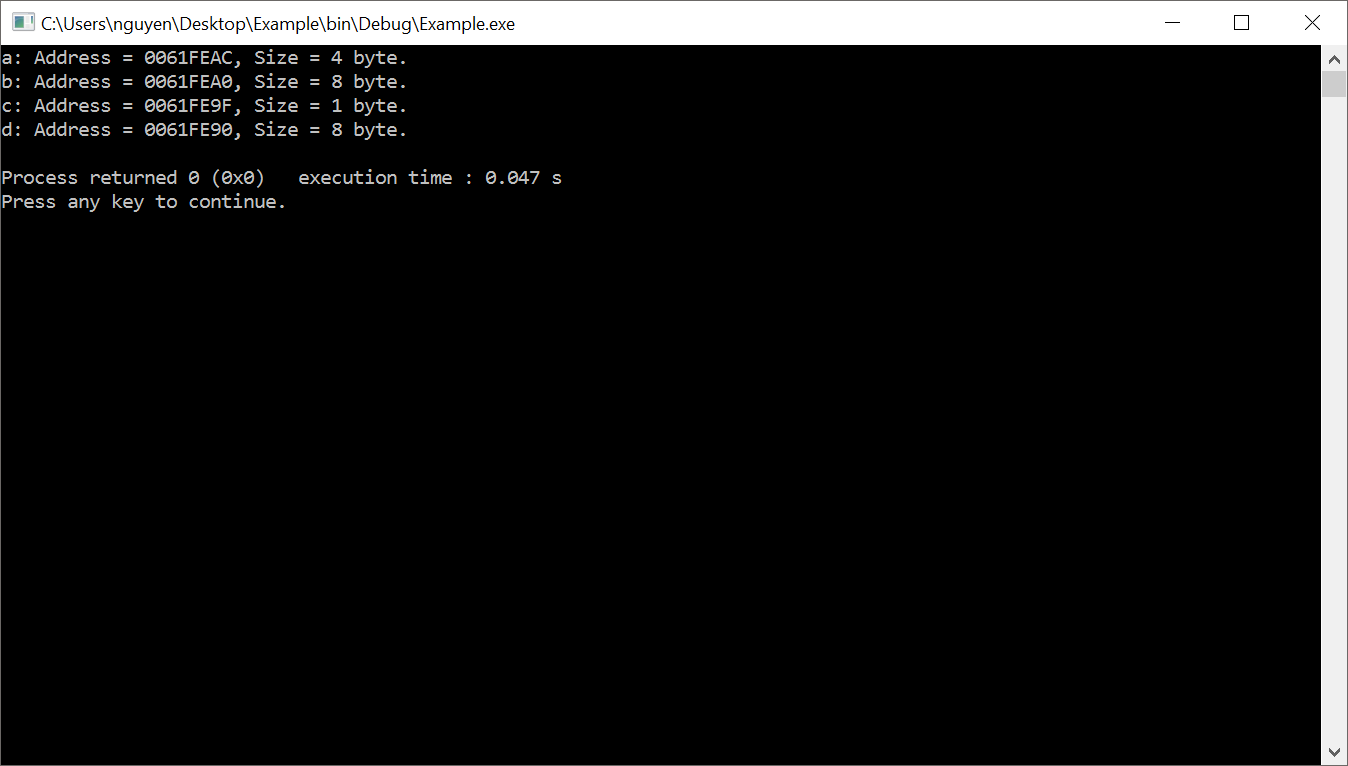 C:\Users\nguyen\Desktop\Example\bin\Debug\Example.exe
a: Address = 0061FEAC, Size = 4 byte.
b: Address = 0061FEA0, Size = 8 byte.
c: Address = 0061FE9F, Size = 1 byte.
d: Address = 0061FE90, Size = 8 byte.
Process returned 0 (0x0)   execution time : 0.047 s
Press any key to continue.